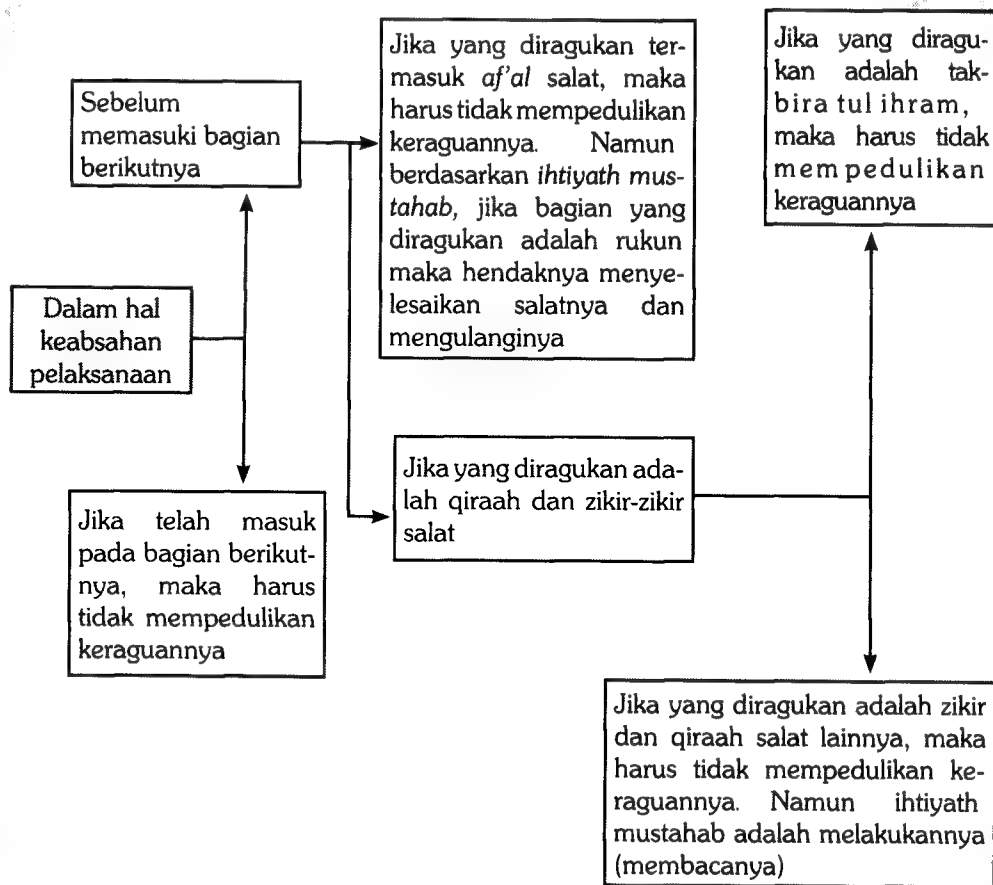 Dalam hal
keabsahan
pelaksanaan
Sebelum
memasuki bagian
berikutnya
Jika yang diragukan ter-
masuk af'al salat, maka
harus tidak mempedulikan
keraguannya. Namun
berdasarkan ihtiyath mus-
tahab, jika bagian yang
diragukan adalah rukun
maka hendaknya menye-
lesaikan salatnya dan
mengulanginya
Jika yang diragukan ada-
lah qiraah dan zikir-zikir
salat
Jika yang diragu-
kan adalah tak-
bira tul ihram,
maka harus tidak
mem pedulikan
keraguannya
Jika yang diragukan adalah zikir
dan qiraah salat lainnya, maka
harus tidak mempedulikan ke-
raguannya. Namun ihtiyath
mustahab adalah melakukannya
(membacanya)
Jika telah masuk
pada bagian berikut-
nya, maka harus
tidak mempedulikan
keraguannya